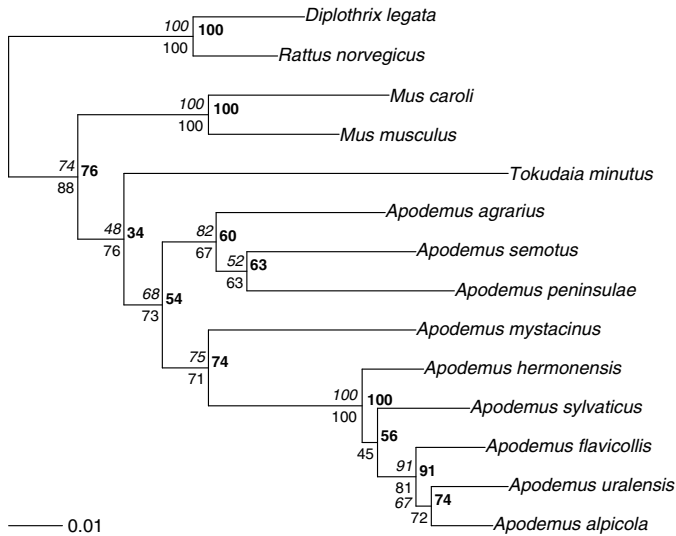 Diplothrix legata
100
100
100
Rattus norvegicus
Mus caroli
100
100
100
Mus musculus
74
76
88
Tokudaia minutus
48
34
76
Apodemus agrarius
82
60
67
Apodemus semotus
52
63
63
Apodemus peninsulae
68
54
73
Apodemus mystacinus
75
74
71
Apodemus hermonensis
100
100
100
Apodemus sylvaticus
56
45
Apodemus flavicollis
91
91
81
Apodemus uralensis
67
74
72
Apodemus alpicola
0.01